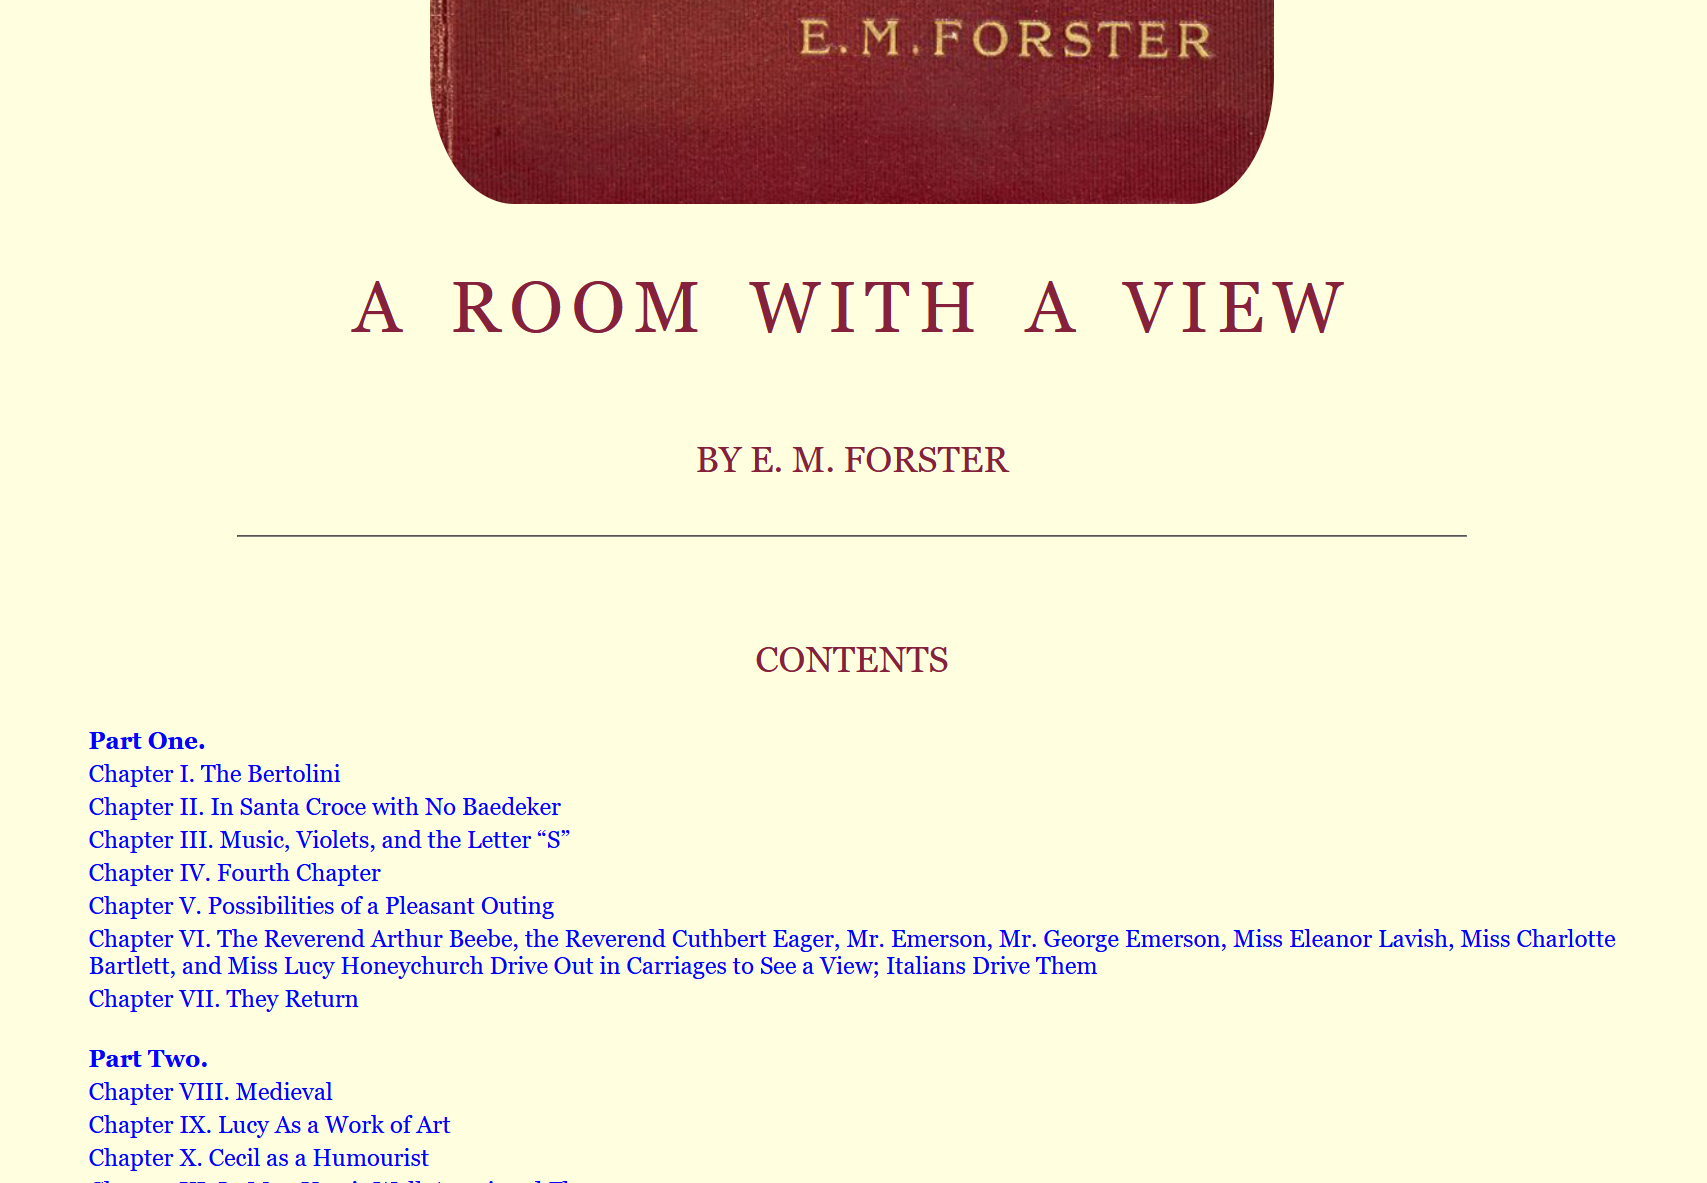 E. M. FORSTER
A ROOM WITH A VIEW
BY E. M. FORSTER
CONTENTS
Part One.
Chapter I. The Bertolini
Chapter II. In Santa Croce with No Baedeker
Chapter III. Music, Violets, and the Letter “S”
Chapter IV. Fourth Chapter
Chapter V. Possibilities of a Pleasant Outing
Chapter VI. The Reverend Arthur Beebe, the Reverend Cuthbert Eager, Mr. Emerson, Mr. George Emerson, Miss Eleanor Lavish, Miss Charlotte
Bartlett, and Miss Lucy Honeychurch Drive Out in Carriages to See a View; Italians Drive Them
Chapter VII. They Return
Part Two.
Chapter VIII. Medieval
Chapter IX. Lucy As a Work of Art
Chapter X. Cecil as a Humourist